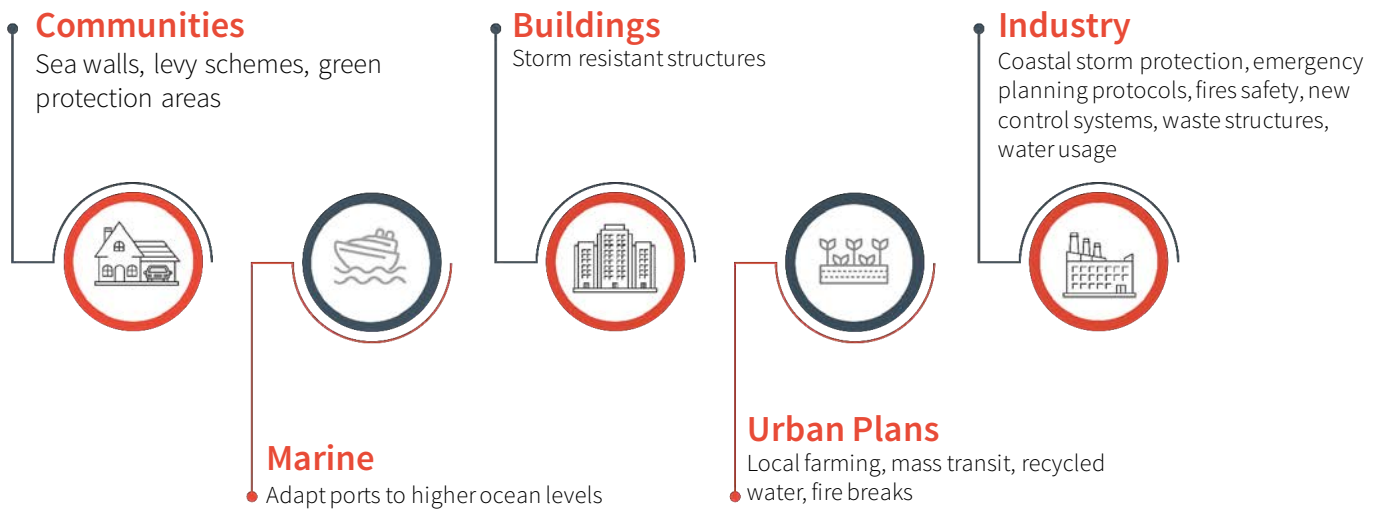 Communities
Sea walls, levy schemes, green
protection areas
Buildings
Storm resistant structures
Industry
Coastal storm protection, emergency
planning protocols, fires safety, new
control systems, waste structures,
water usage
Marine
Adapt ports to higher ocean levels
Urban Plans
Local farming, mass transit, recycled
water, fire breaks